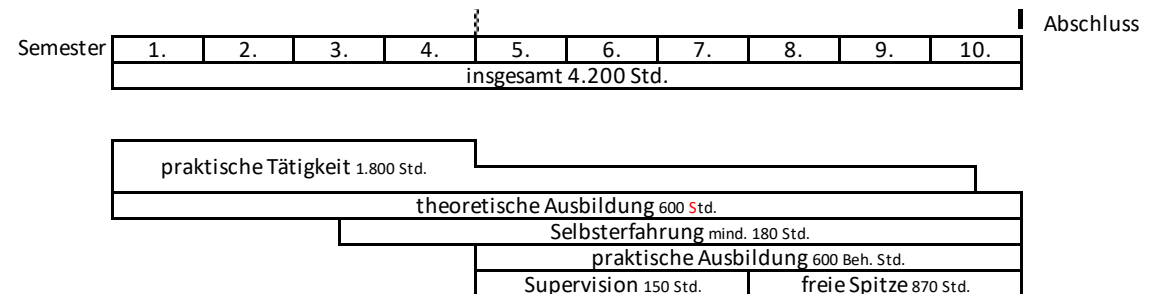 Abschluss
Semester 1. 2. 3. 4. 5. 6. 7. 8. 9. 10.
insgesamt 4.200 Std.
praktische Tätigkeit 1.800 Std.
theoretische Ausbildung 600 Std.
Selbsterfahrung mind. 180 Std.
praktische Ausbildung 600 Beh. Std.
Supervision 150 Std. freie Spitze 870 Std.